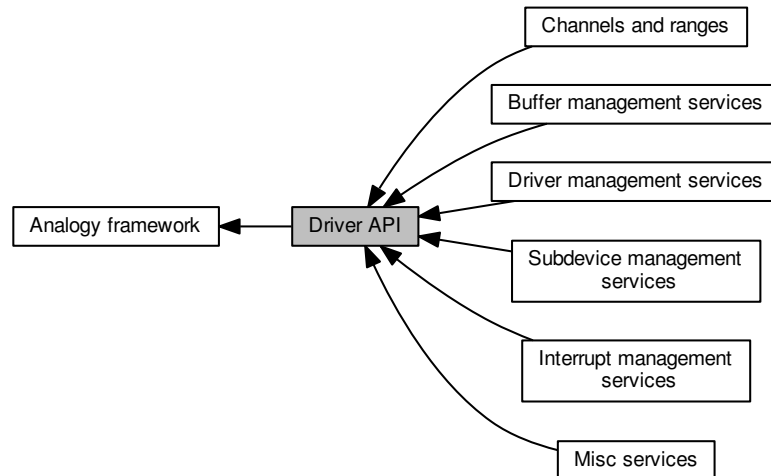 Channels and ranges
Buffer management services
Driver management services
Analogy framework
Driver API
Subdevice management
services
Interrupt management
services
Misc services